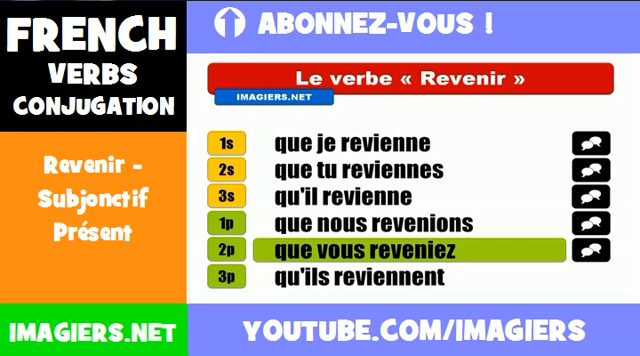 FRENCH
VERBS
CONJUGATION
Revenir -
Subjonctif
Présent
IMAGIERS.NET
ABONNEZ-VOUS !
Le verbe « Revenir »
IMAGIERS.NET
1s que je revienne
2s que tu reviennes
3s qu'il revienne
1p que nous revenions
2p que vous reveniez
3p qu'ils reviennent
YOUTUBE.COM/IMAGIERS